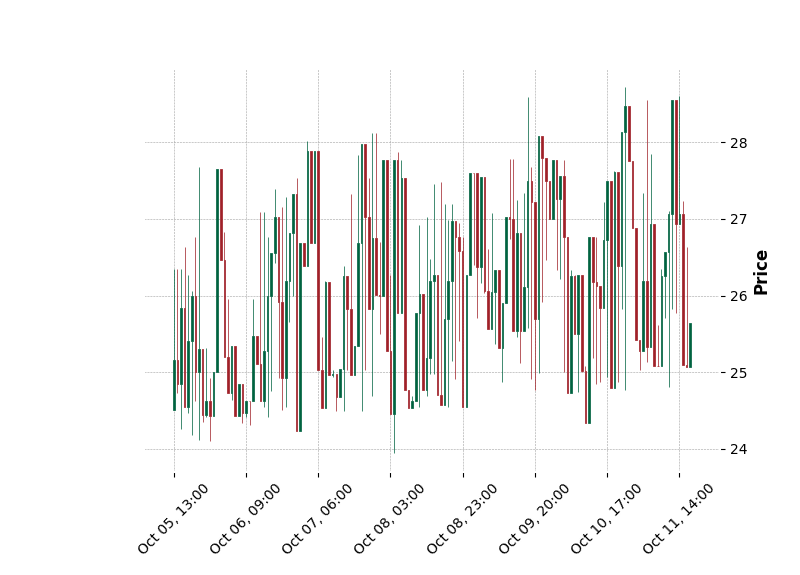 28
27
26
25
24
Price
Oct 05, 13:00
Oct 06, 09:00
Oct 07, 06:00
Oct 08, 03:00
Oct 08, 23:00
Oct 09, 20:00
Oct 10, 17:00
Oct 11, 14:00